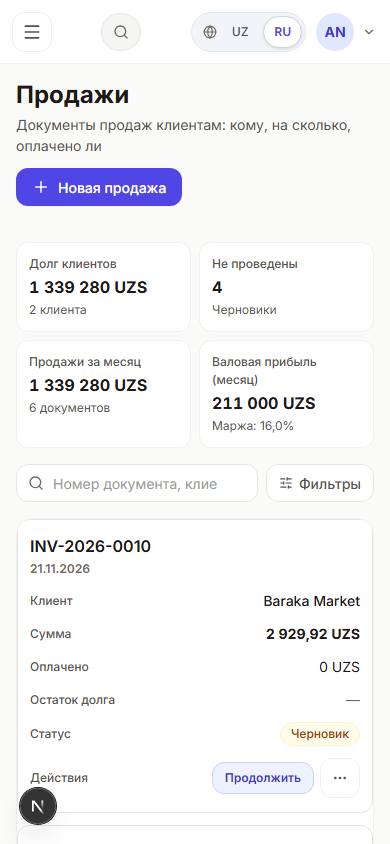 UZ RU AN
Продажи
Документы продаж клиентам: кому, на сколько,
оплачено ли
+ Новая продажа
Долг клиентов
1 339 280 UZS
2 клиента
Не проведены
4
Черновики
Продажи за месяц
1 339 280 UZS
6 документов
Валовая прибыль
(месяц)
211 000 UZS
Маржа: 16,0%
Номер документа, клие
Фильтры
INV-2026-0010
21.11.2026
Клиент Baraka Market
Сумма 2 929,92 UZS
Оплачено 0 UZS
Остаток долга —
Статус Черновик
Действия Продолжить ...
N